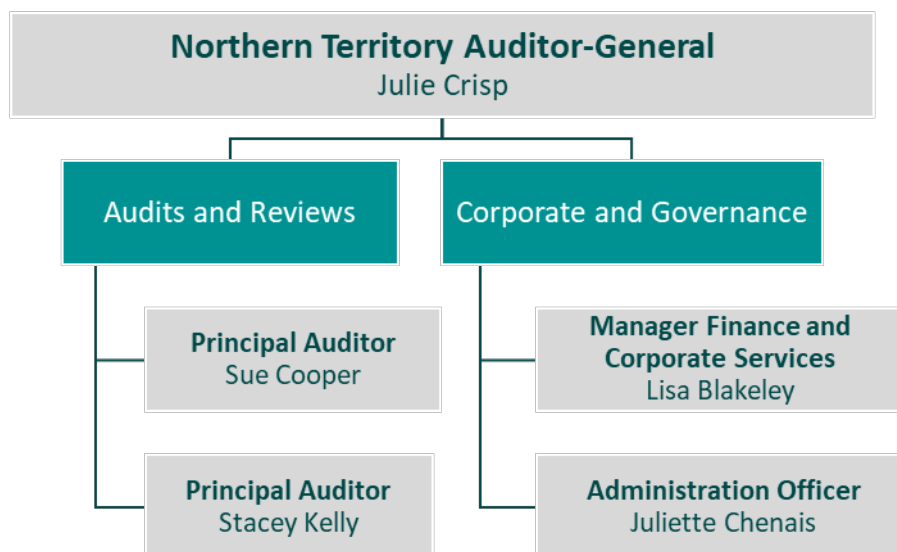 Northern Territory Auditor-General
Julie Crisp
Audits and Reviews
Corporate and Governance
Principal Auditor
Sue Cooper
Manager Finance and
Corporate Services
Lisa Blakeley
Principal Auditor
Stacey Kelly
Administration Officer
Juliette Chenais